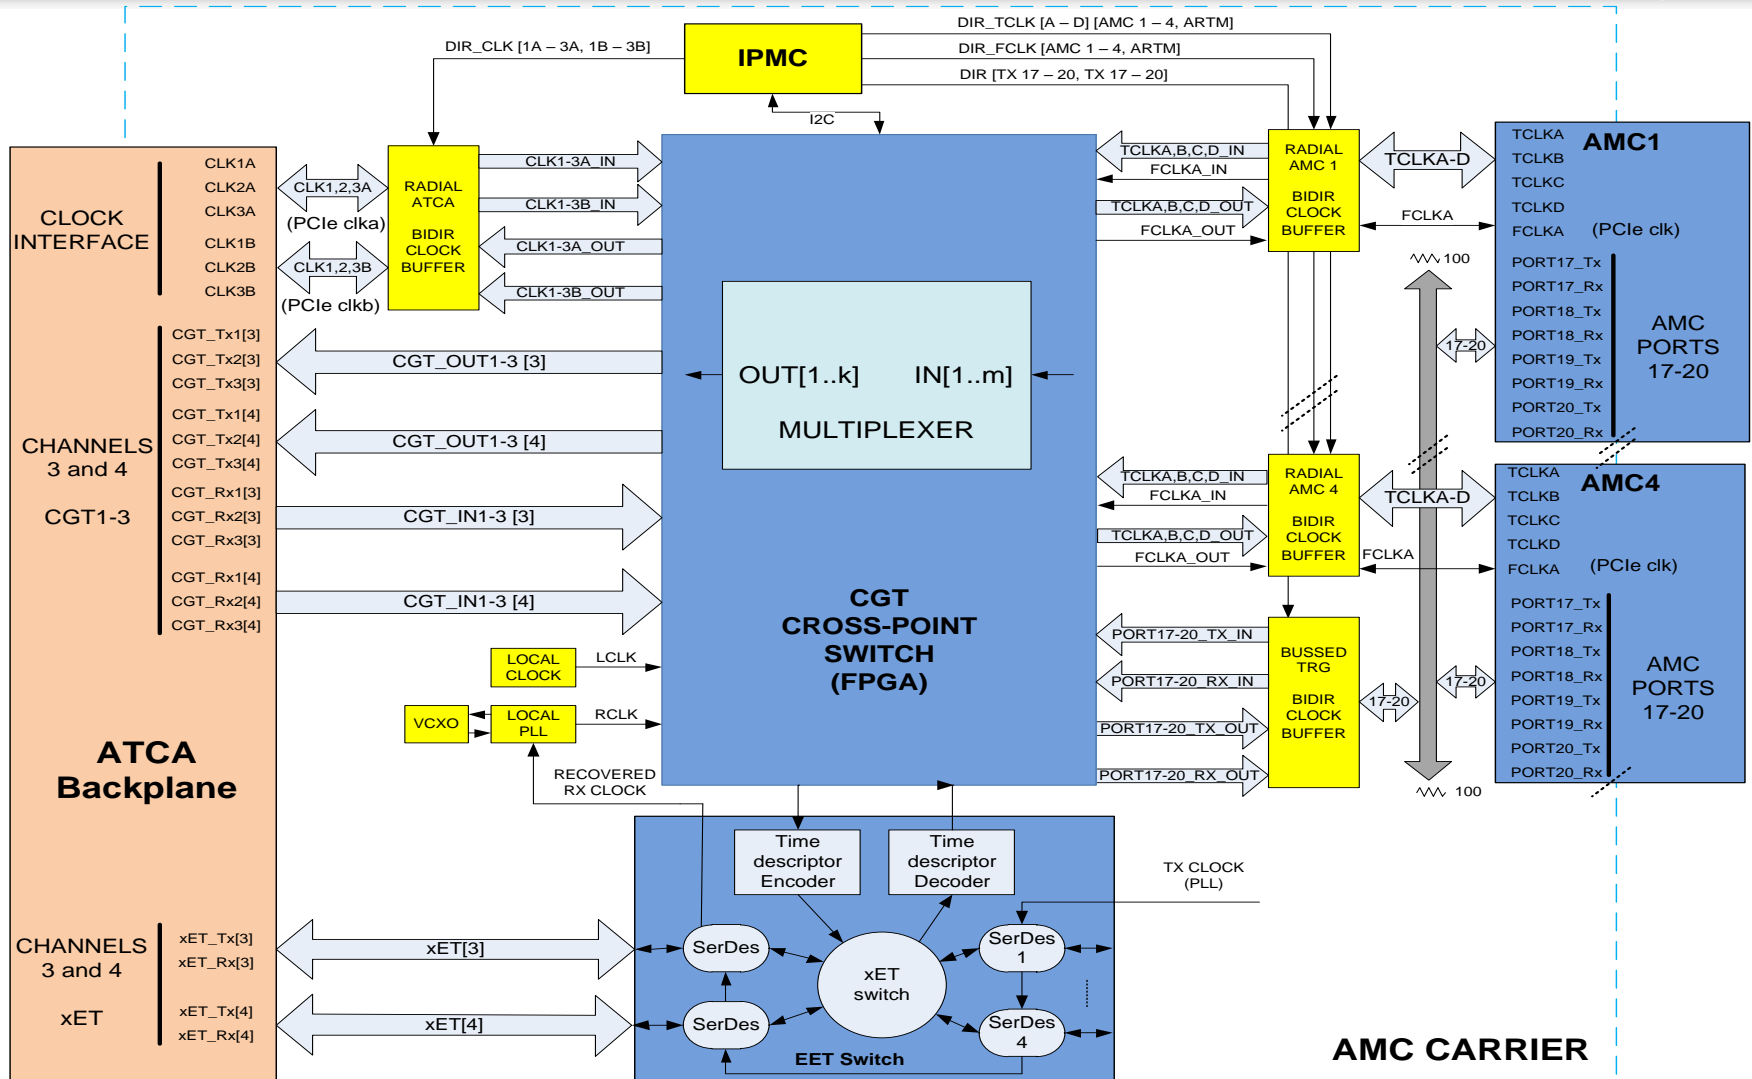 DIR_TCLK [A – D] [AMC 1 – 4, ARTM]
DIR_CLK [1A – 3A, 1B – 3B]
IPMC
DIR_FCLK [AMC 1 – 4, ARTM]
DIR [TX 17 – 20, TX 17 – 20]
I2C
CLOCK
INTERFACE
CLK1A
CLK2A
CLK3A
CLK1B
CLK2B
CLK3B
CLK1,2,3A
(PCIe clka)
CLK1,2,3B
(PCIe clkb)
RADIAL
ATCA
BIDIR
CLOCK
BUFFER
CLK1-3A_IN
CLK1-3B_IN
CLK1-3A_OUT
CLK1-3B_OUT
CHANNELS
3 and 4
CGT1-3
CGT_Tx1[3]
CGT_Tx2[3]
CGT_Tx3[3]
CGT_Tx1[4]
CGT_Tx2[4]
CGT_Tx3[4]
CGT_Rx1[3]
CGT_Rx2[3]
CGT_Rx3[3]
CGT_Rx1[4]
CGT_Rx2[4]
CGT_Rx3[4]
CGT_OUT1-3 [3]
CGT_OUT1-3 [4]
CGT_IN1-3 [3]
CGT_IN1-3 [4]
LOCAL
CLOCK
LCLK
VCXO
LOCAL
PLL
RCLK
RECOVERED
RX CLOCK
ATCA
Backplane
CHANNELS
3 and 4
xET
xET_Tx[3]
xET_Rx[3]
xET_Tx[4]
xET_Rx[4]
xET[3]
xET[4]
OUT[1..k]
IN[1..m]
MULTIPLEXER
CGT
CROSS-POINT
SWITCH
(FPGA)
Time
descriptor
Encoder
Time
descriptor
Decoder
SerDes
SerDes
xET
switch
SerDes
1
SerDes
4
EET Switch
TX CLOCK
(PLL)
TCLKA,B,C,D_IN
FCLKA_IN
TCLKA,B,C,D_OUT
FCLKA_OUT
RADIAL
AMC 1
BIDIR
CLOCK
BUFFER
TCLKA-D
FCLKA
100
17-20
TCLKA
TCLKB
TCLKC
TCLKD
FCLKA
AMC1
(PCIe clk)
PORT17_Tx
PORT17_Rx
PORT18_Tx
PORT18_Rx
PORT19_Tx
PORT19_Rx
PORT20_Tx
PORT20_Rx
AMC
PORTS
17-20
TCLKA,B,C,D_IN
FCLKA_IN
TCLKA,B,C,D_OUT
FCLKA_OUT
RADIAL
AMC 4
BIDIR
CLOCK
BUFFER
TCLKA-D
FCLKA
TCLKA
TCLKB
TCLKC
TCLKD
FCLKA
AMC4
(PCIe clk)
PORT17_Tx
PORT17_Rx
PORT18_Tx
PORT18_Rx
PORT19_Tx
PORT19_Rx
PORT20_Tx
PORT20_Rx
AMC
PORTS
17-20
PORT17-20_TX_IN
PORT17-20_RX_IN
PORT17-20_TX_OUT
PORT17-20_RX_OUT
BUSSED
TRG
BIDIR
CLOCK
BUFFER
17-20
17-20
100
AMC CARRIER